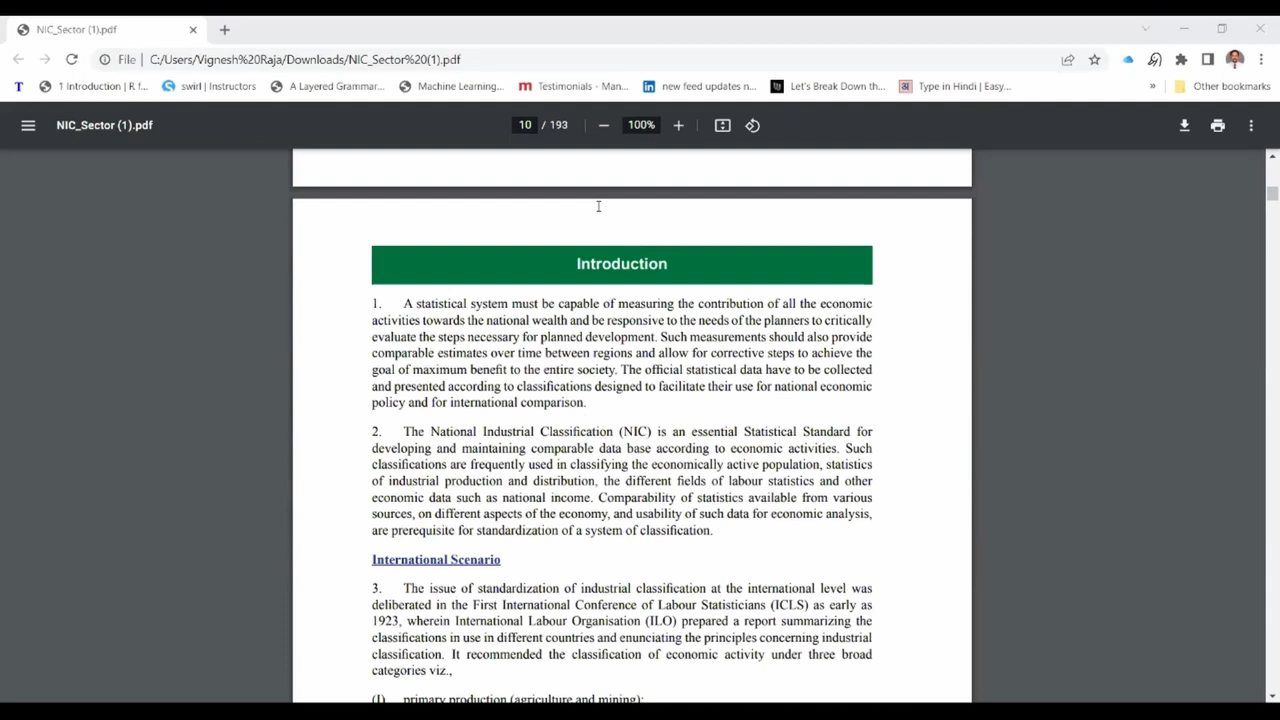 NIC_Sector (1).pdf
File | C:/Users/Vignesh%20Raja/Downloads/NIC_Sector%20(1).pdf
T 1 Introduction | R f... swirl | Instructors A Layered Grammar... Machine Learning... Testimonials - Man... new feed updates n... Let's Break Down th... Type in Hindi | Easy... » Other bookmarks
NIC_Sector (1).pdf 10 / 193 — 100% +
Introduction
1. A statistical system must be capable of measuring the contribution of all the economic
activities towards the national wealth and be responsive to the needs of the planners to critically
evaluate the steps necessary for planned development. Such measurements should also provide
comparable estimates over time between regions and allow for corrective steps to achieve the
goal of maximum benefit to the entire society. The official statistical data have to be collected
and presented according to classifications designed to facilitate their use for national economic
policy and for international comparison.
2. The National Industrial Classification (NIC) is an essential Statistical Standard for
developing and maintaining comparable data base according to economic activities. Such
classifications are frequently used in classifying the economically active population, statistics
of industrial production and distribution, the different fields of labour statistics and other
economic data such as national income. Comparability of statistics available from various
sources, on different aspects of the economy, and usability of such data for economic analysis,
are prerequisite for standardization of a system of classification.
International Scenario
3. The issue of standardization of industrial classification at the international level was
deliberated in the First International Conference of Labour Statisticians (ICLS) as early as
1923, wherein International Labour Organisation (ILO) prepared a report summarizing the
classifications in use in different countries and enunciating the principles concerning industrial
classification. It recommended the classification of economic activity under three broad
categories viz.,
(I) primary production (agriculture and mining);